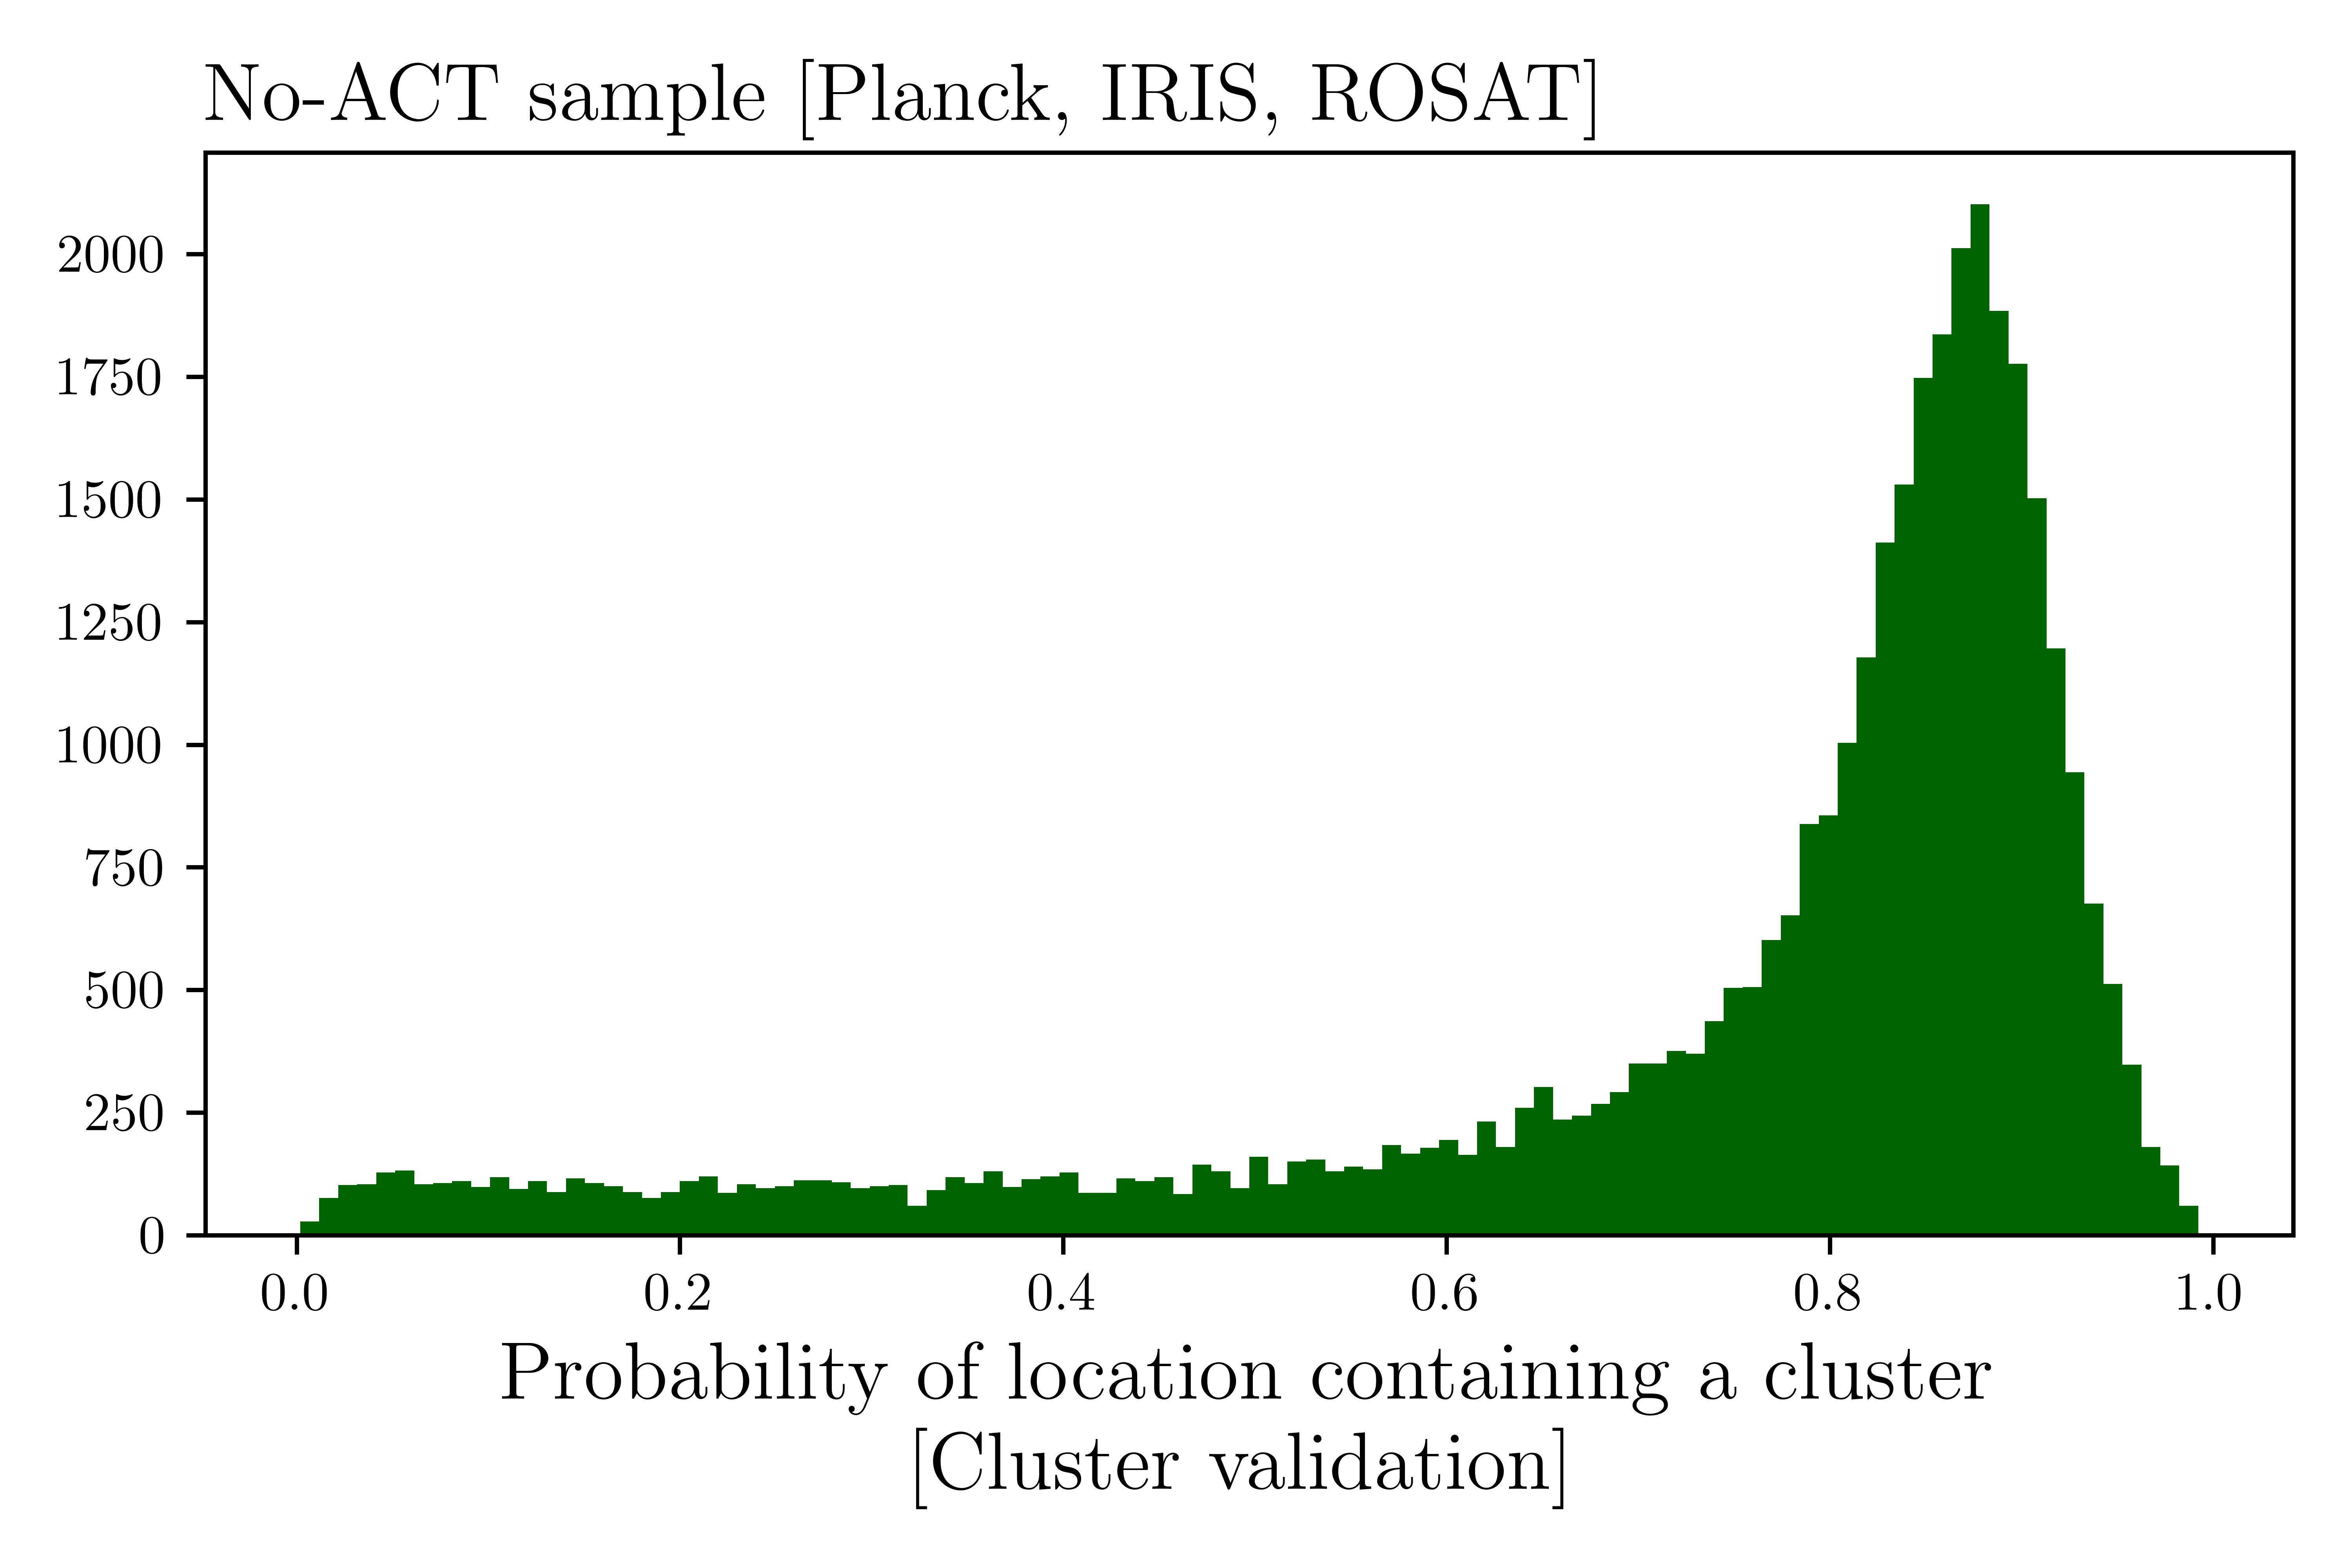 No-ACT sample [Planck, IRIS, ROSAT]
2000
1750
1500
1250
1000
750
500
250
0
0.0 0.2 0.4 0.6 0.8 1.0
Probability of location containing a cluster
[Cluster validation]